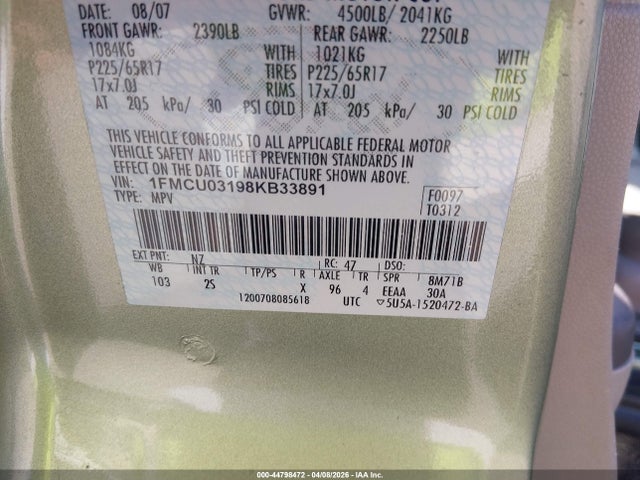 DATE: 08/07 GVWR: 4500LB/ 2041KG
FRONT GAWR: 2390LB REAR GAWR: 2250LB
1084KG WITH 1021KG WITH
P225/65R17 TIRES P225/65R17 TIRES
17x7.0J RIMS 17x7.0J RIMS
AT 205 kPa/ 30 PSI COLD AT 205 kPa/ 30 PSI COLD
THIS VEHICLE CONFORMS TO ALL APPLICABLE FEDERAL MOTOR
VEHICLE SAFETY AND THEFT PREVENTION STANDARDS IN
EFFECT ON THE DATE OF MANUFACTURE SHOWN ABOVE.
VIN: 1FMCU03198KB33891
TYPE: MPV
F0097
T0312
EXT PNT: NZ RC: 47 DSO:
WB INT TR TP/PS R AXLE TR SPR 8M71B
103 2S X 96 4 EEAA 30A
1200708085618 UTC ▽5U5A-1520472-BA
000-44798472 | 04/08/2026 | IAA Inc.